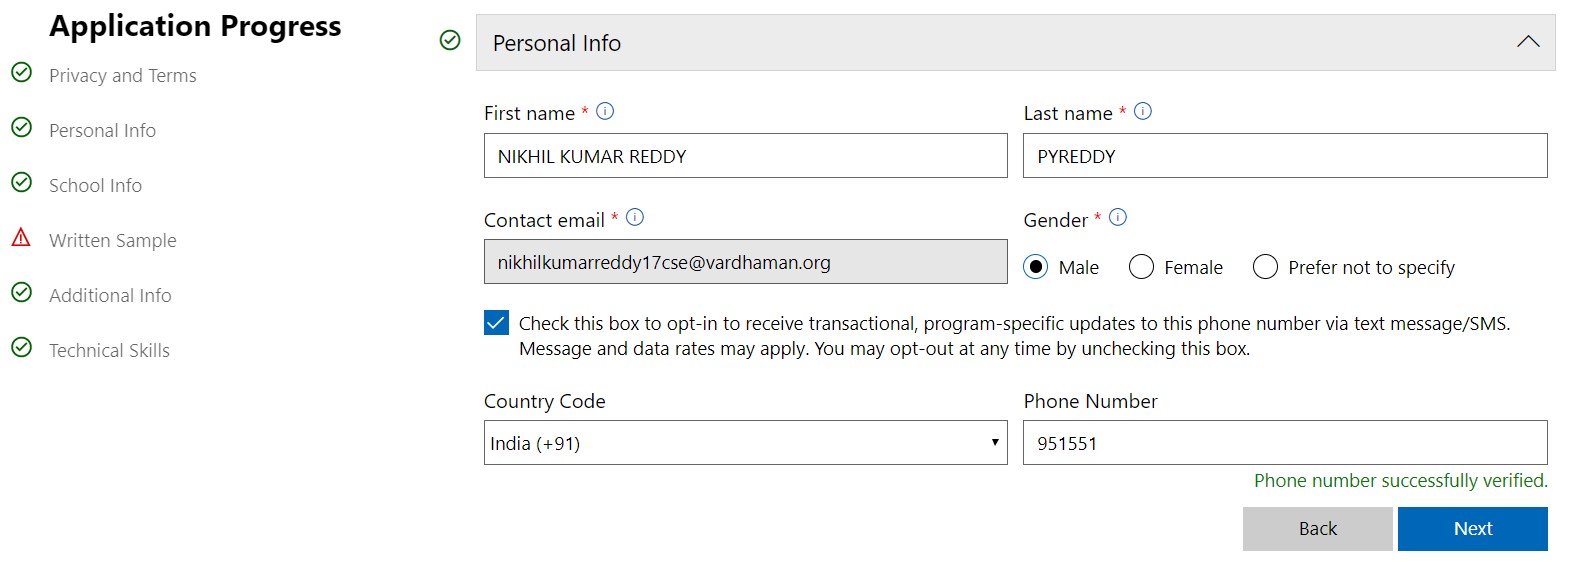 Application Progress
Privacy and Terms
Personal Info
School Info
Written Sample
Additional Info
Technical Skills
Personal Info
First name *
Last name *
NIKHIL KUMAR REDDY
PYREDDY
Contact email *
Gender *
nikhilkumarreddy17cse@vardhaman.org
Male Female Prefer not to specify
Check this box to opt-in to receive transactional, program-specific updates to this phone number via text message/SMS.
Message and data rates may apply. You may opt-out at any time by unchecking this box.
Country Code
Phone Number
India (+91)
951551
Phone number successfully verified.
Back
Next